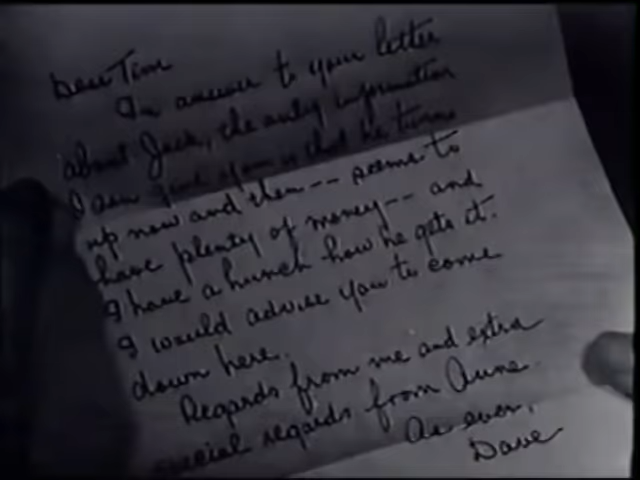 Dear Tim
In answer to your letter
about Jack, the only information
I can give you is that he turns
up now and then -- seems to
have plenty of money -- and
I have a hunch how he gets it.
I would advise you to come
down here.
Regards from me and extra
special regards from Anne.
As ever,
Dave